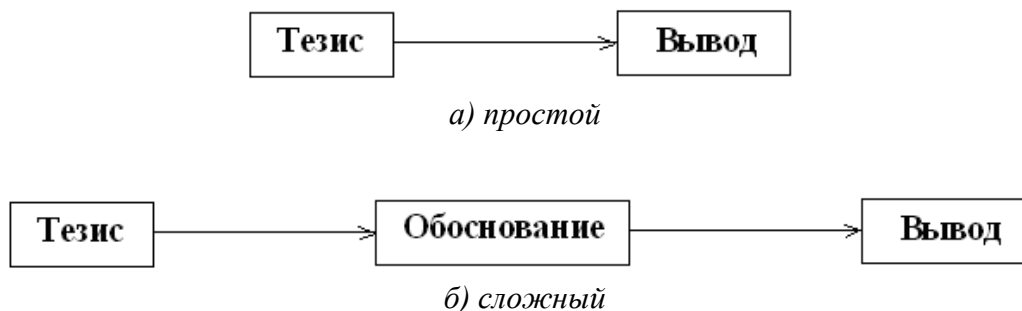 Тезис Вывод
а) простой
Тезис Обоснование Вывод
б) сложный